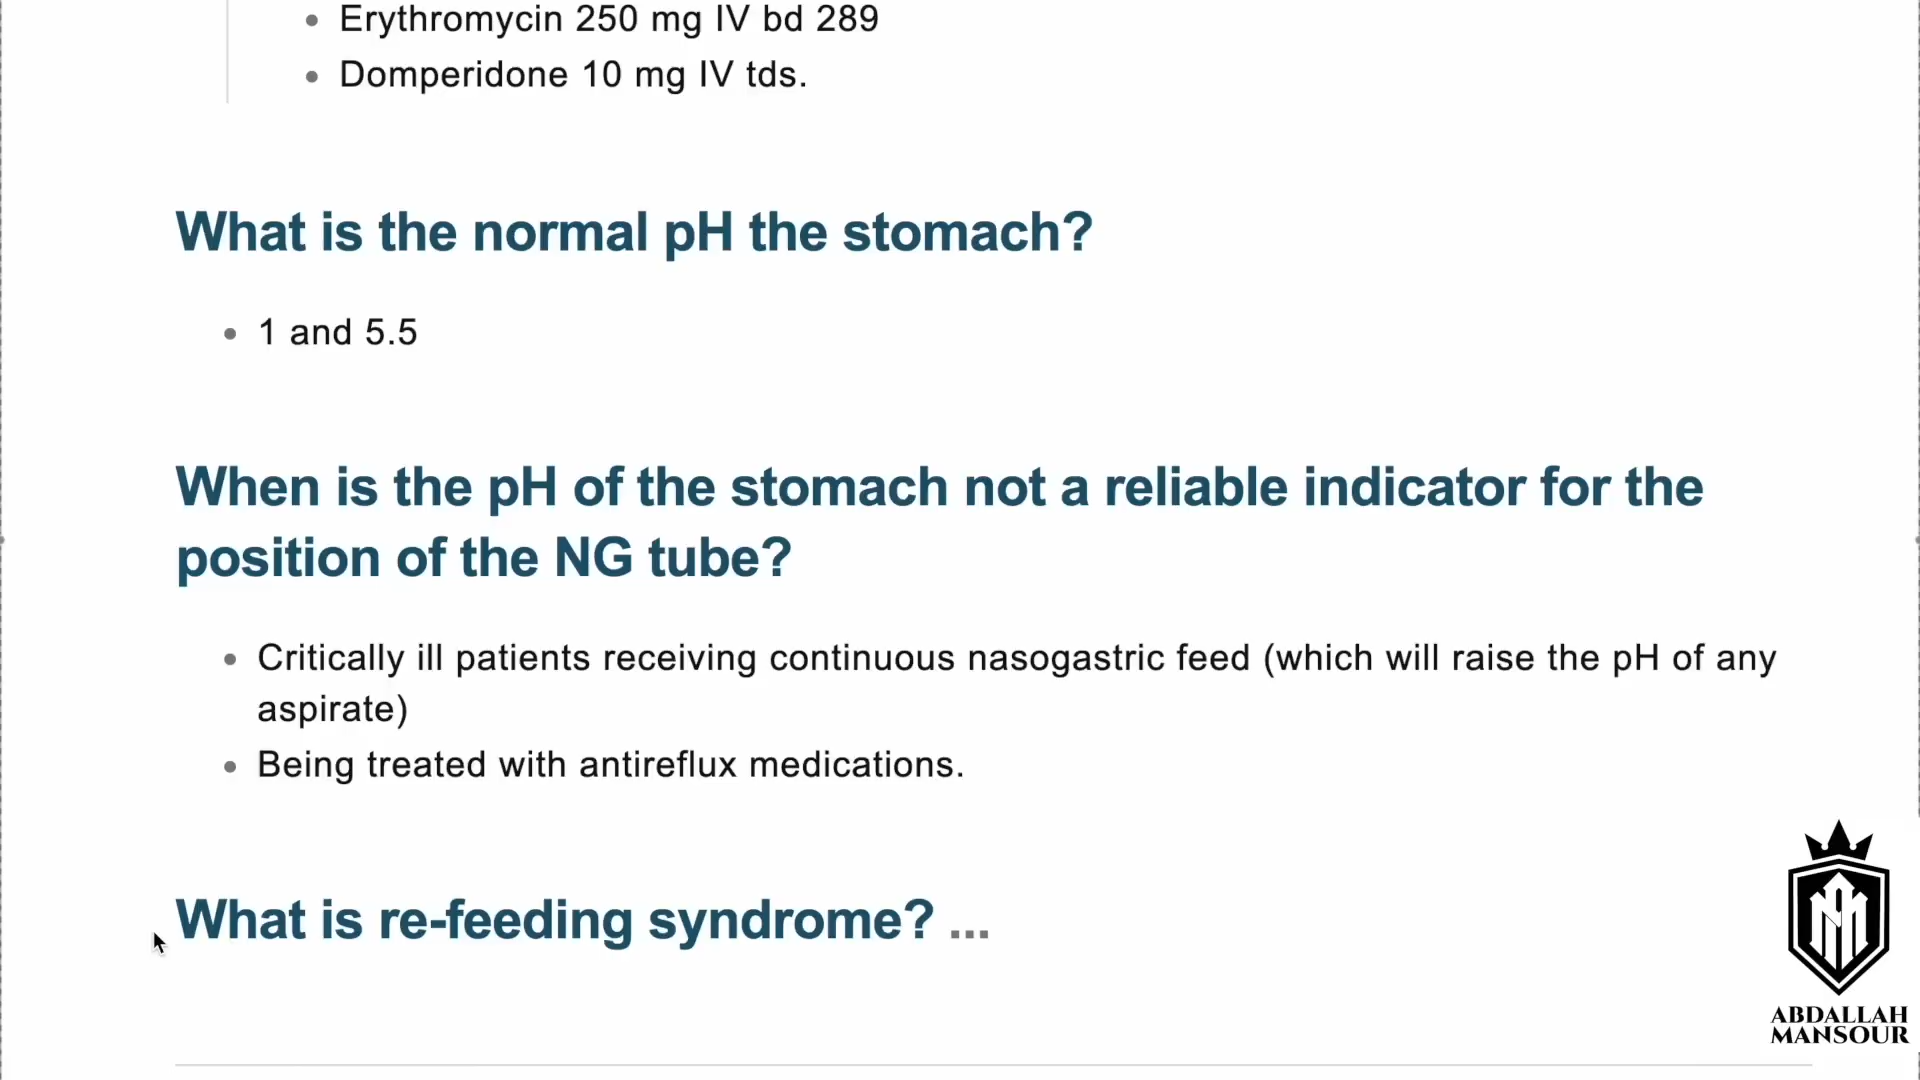 Erythromycin 250 mg IV bd 289
Domperidone 10 mg IV tds.
What is the normal pH the stomach?
1 and 5.5
When is the pH of the stomach not a reliable indicator for the
position of the NG tube?
Critically ill patients receiving continuous nasogastric feed (which will raise the pH of any
aspirate)
Being treated with antireflux medications.
What is re-feeding syndrome? ...
ABDALLAH
MANSOUR